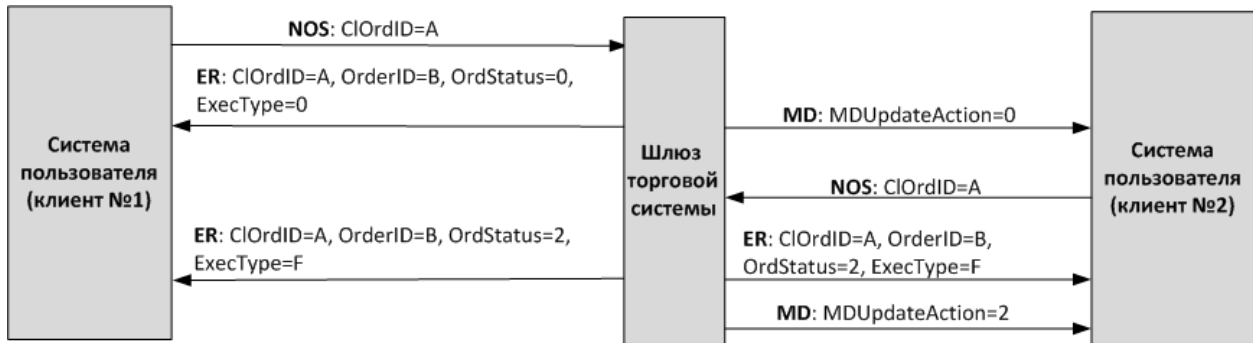 NOS: ClOrdID=A
ER: ClOrdID=A, OrderID=B, OrdStatus=0,
ExecType=0
MD: MDUpdateAction=0
Система
пользователя
(клиент №1)
Шлюз
торговой
системы
Система
пользователя
(клиент №2)
NOS: ClOrdID=A
ER: ClOrdID=A, OrderID=B, OrdStatus=2,
ExecType=F
ER: ClOrdID=A, OrderID=B,
OrdStatus=2, ExecType=F
MD: MDUpdateAction=2